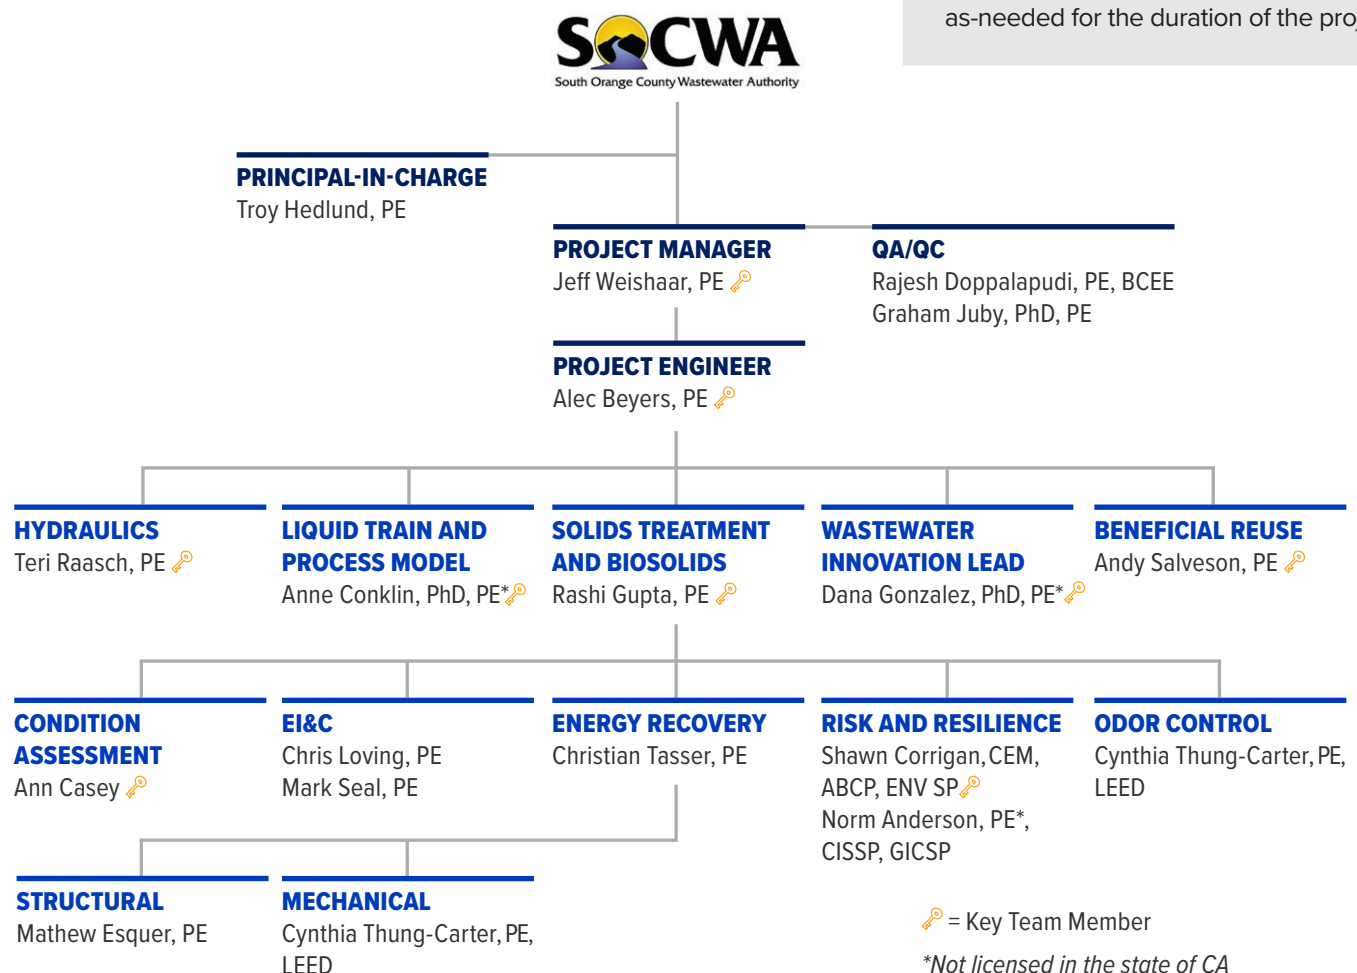 as-needed for the duration of the pro
SOCWA
South Orange County Wastewater Authority
PRINCIPAL-IN-CHARGE
Troy Hedlund, PE
PROJECT MANAGER
Jeff Weishaar, PE
QA/QC
Rajesh Doppalapudi, PE, BCEE
Graham Juby, PhD, PE
PROJECT ENGINEER
Alec Beyers, PE
HYDRAULICS
Teri Raasch, PE
LIQUID TRAIN AND
PROCESS MODEL
Anne Conklin, PhD, PE*
SOLIDS TREATMENT
AND BIOSOLIDS
Rashi Gupta, PE
WASTEWATER
INNOVATION LEAD
Dana Gonzalez, PhD, PE*
BENEFICIAL REUSE
Andy Salveson, PE
CONDITION
ASSESSMENT
Ann Casey
EI&C
Chris Loving, PE
Mark Seal, PE
ENERGY RECOVERY
Christian Tasser, PE
RISK AND RESILIENCE
Shawn Corrigan, CEM,
ABCP, ENV SP
Norm Anderson, PE*,
CISSP, GICSP
ODOR CONTROL
Cynthia Thung-Carter, PE,
LEED
STRUCTURAL
Mathew Esquer, PE
MECHANICAL
Cynthia Thung-Carter, PE,
LEED
= Key Team Member
*Not licensed in the state of CA